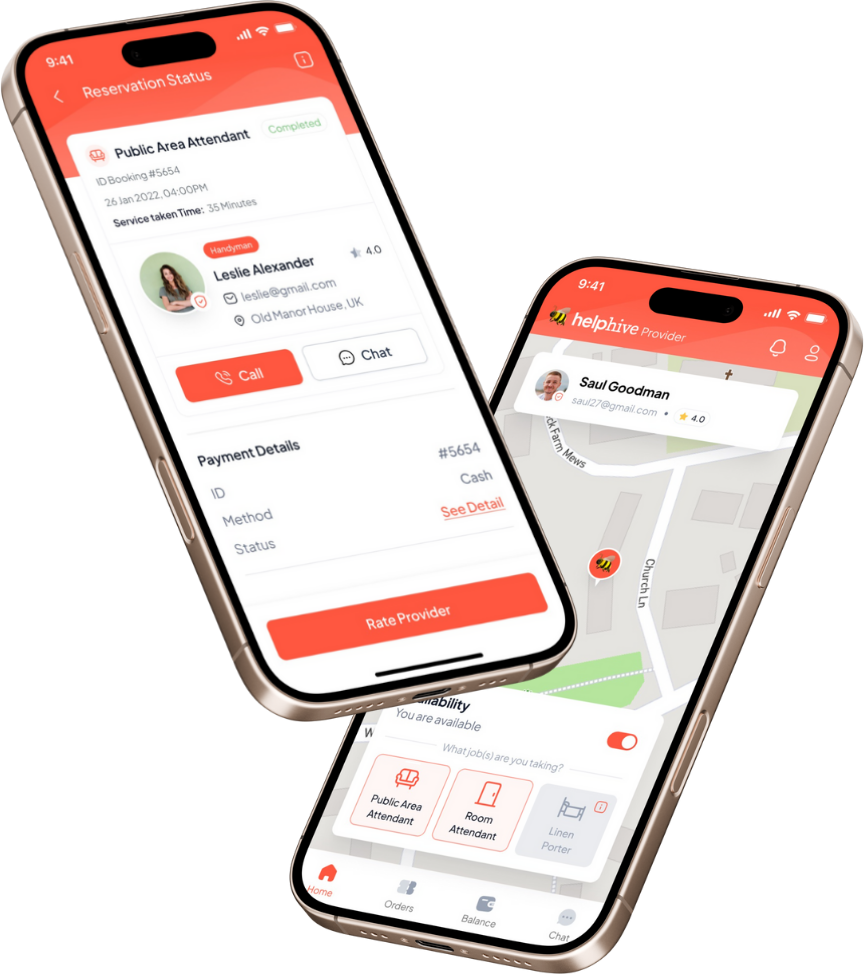 9:41
Reservation Status
Public Area Attendant
Completed
ID Booking #5654
26 Jan 2022, 04:00PM
Service taken Time: 35 Minutes
Handyman
Leslie Alexander
4.0
leslie@gmail.com
Old Manor House, UK
Call
Chat
Payment Details
ID
#5654
Method
Cash
Status
See Detail
Rate Provider
9:41
helphive Provider
Saul Goodman
saul27@gmail.com • 4.0
ck Farm Mews
Church Ln
ilability
You are available
W
What job(s) are you taking?
Public Area
Attendant
Room
Attendant
Linen
Porter
Home
Orders
Balance
Chat